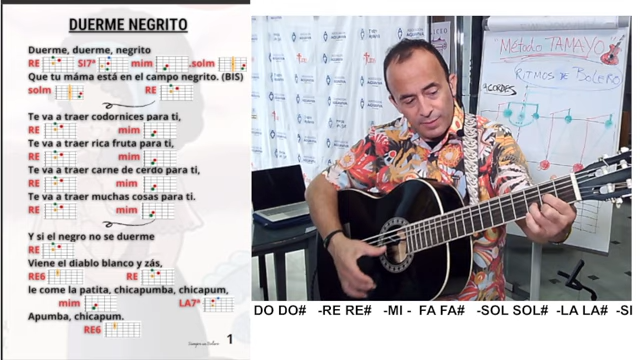 DUERME NEGRITO
Duerme, duerme, negrito
RE SI7ª mim .solm
Que tu máma está en el campo negrito. (BIS)
solm RE
Te va a traer codornices para ti,
RE mim
Te va a traer rica fruta para ti,
RE mim
Te va a traer carne de cerdo para ti,
RE mim
Te va a traer muchas cosas para ti.
RE mim
Y si el negro no se duerme
RE
Viene el diablo blanco y zás,
RE6 RE
le come la patita, chicapumba, chicapum,
mim LA7ª
Apumba, chicapum.
RE6
1
Método TAMAYO
RITMOS DE BOLERO
ACORDES
DO DO# -RE RE# -MI - FA FA# -SOL SOL# -LA LA# -SI